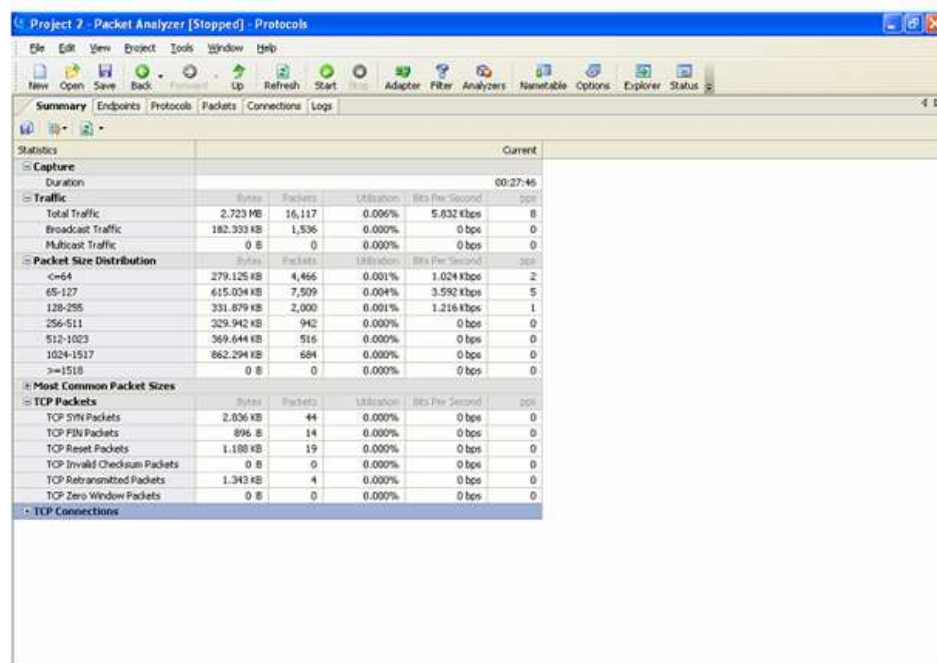 Project 2 - Packet Analyzer [Stopped] - Protocols
File Edit View Project Tools Window Help
New Open Save Back Forward Up Refresh Start Stop Adapter Filter Analyzers Nametable Options Explorer Status
Summary Endpoints Protocols Packets Connections Logs
Statistics Current
Capture
Duration 00:27:46
Traffic Bytes Packets Utilization Bits Per Second pps
Total Traffic 2.723 MB 16,117 0.006% 5.832 Kbps 8
Broadcast Traffic 182.333 KB 1,536 0.000% 0 bps 0
Multicast Traffic 0 B 0 0.000% 0 bps 0
Packet Size Distribution Bytes Packets Utilization Bits Per Second pps
<=64 279.125 KB 4,466 0.001% 1.024 Kbps 2
65-127 615.034 KB 7,509 0.004% 3.592 Kbps 5
128-255 331.879 KB 2,000 0.001% 1.216 Kbps 1
256-511 329.942 KB 942 0.000% 0 bps 0
512-1023 369.644 KB 516 0.000% 0 bps 0
1024-1517 862.294 KB 684 0.000% 0 bps 0
>=1518 0 B 0 0.000% 0 bps 0
Most Common Packet Sizes
TCP Packets Bytes Packets Utilization Bits Per Second pps
TCP SYN Packets 2.836 KB 44 0.000% 0 bps 0
TCP FIN Packets 896 B 14 0.000% 0 bps 0
TCP Reset Packets 1.188 KB 19 0.000% 0 bps 0
TCP Invalid Checksum Packets 0 B 0 0.000% 0 bps 0
TCP Retransmitted Packets 1.343 KB 4 0.000% 0 bps 0
TCP Zero Window Packets 0 B 0 0.000% 0 bps 0
TCP Connections